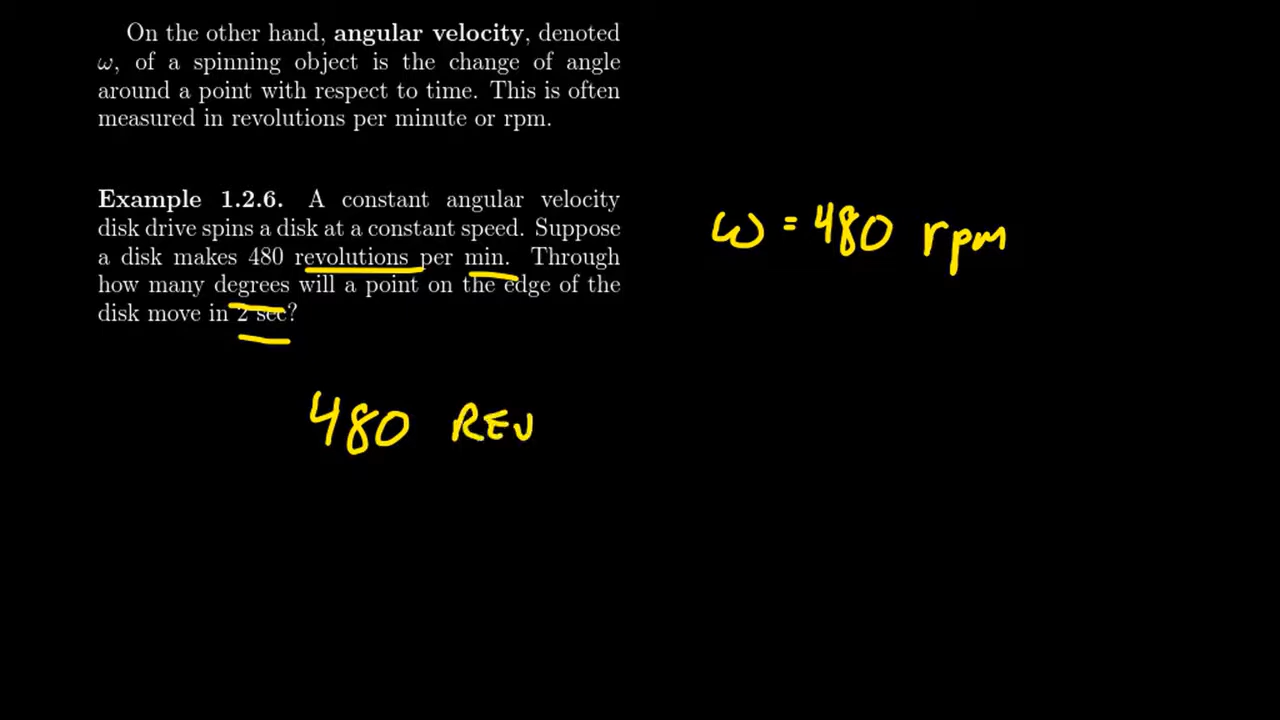 On the other hand, angular velocity, denoted
ω, of a spinning object is the change of angle
around a point with respect to time. This is often
measured in revolutions per minute or rpm.
Example 1.2.6. A constant angular velocity
disk drive spins a disk at a constant speed. Suppose
a disk makes 480 revolutions per min. Through
how many degrees will a point on the edge of the
disk move in 2 sec?
ω = 480 rpm
480 REV